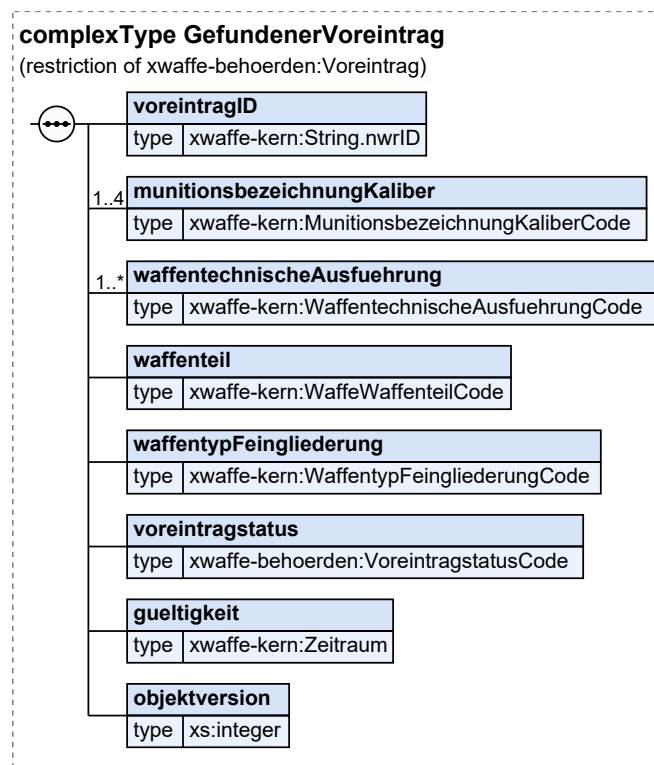 complexType GefundenerVoreintrag
(restriction of xwaffe-behoerden:Voreintrag)
voreintragID
type xwaffe-kern:String.nwrID
1..4 munitionsbezeichnungKaliber
type xwaffe-kern:MunitionsbezeichnungKaliberCode
1..* waffentechnischeAusfuehrung
type xwaffe-kern:WaffentechnischeAusfuehrungCode
waffenteil
type xwaffe-kern:WaffeWaffenteilCode
waffentypFeingliederung
type xwaffe-kern:WaffentypFeingliederungCode
voreintragstatus
type xwaffe-behoerden:VoreintragstatusCode
gueltigkeit
type xwaffe-kern:Zeitraum
objektversion
type xs:integer